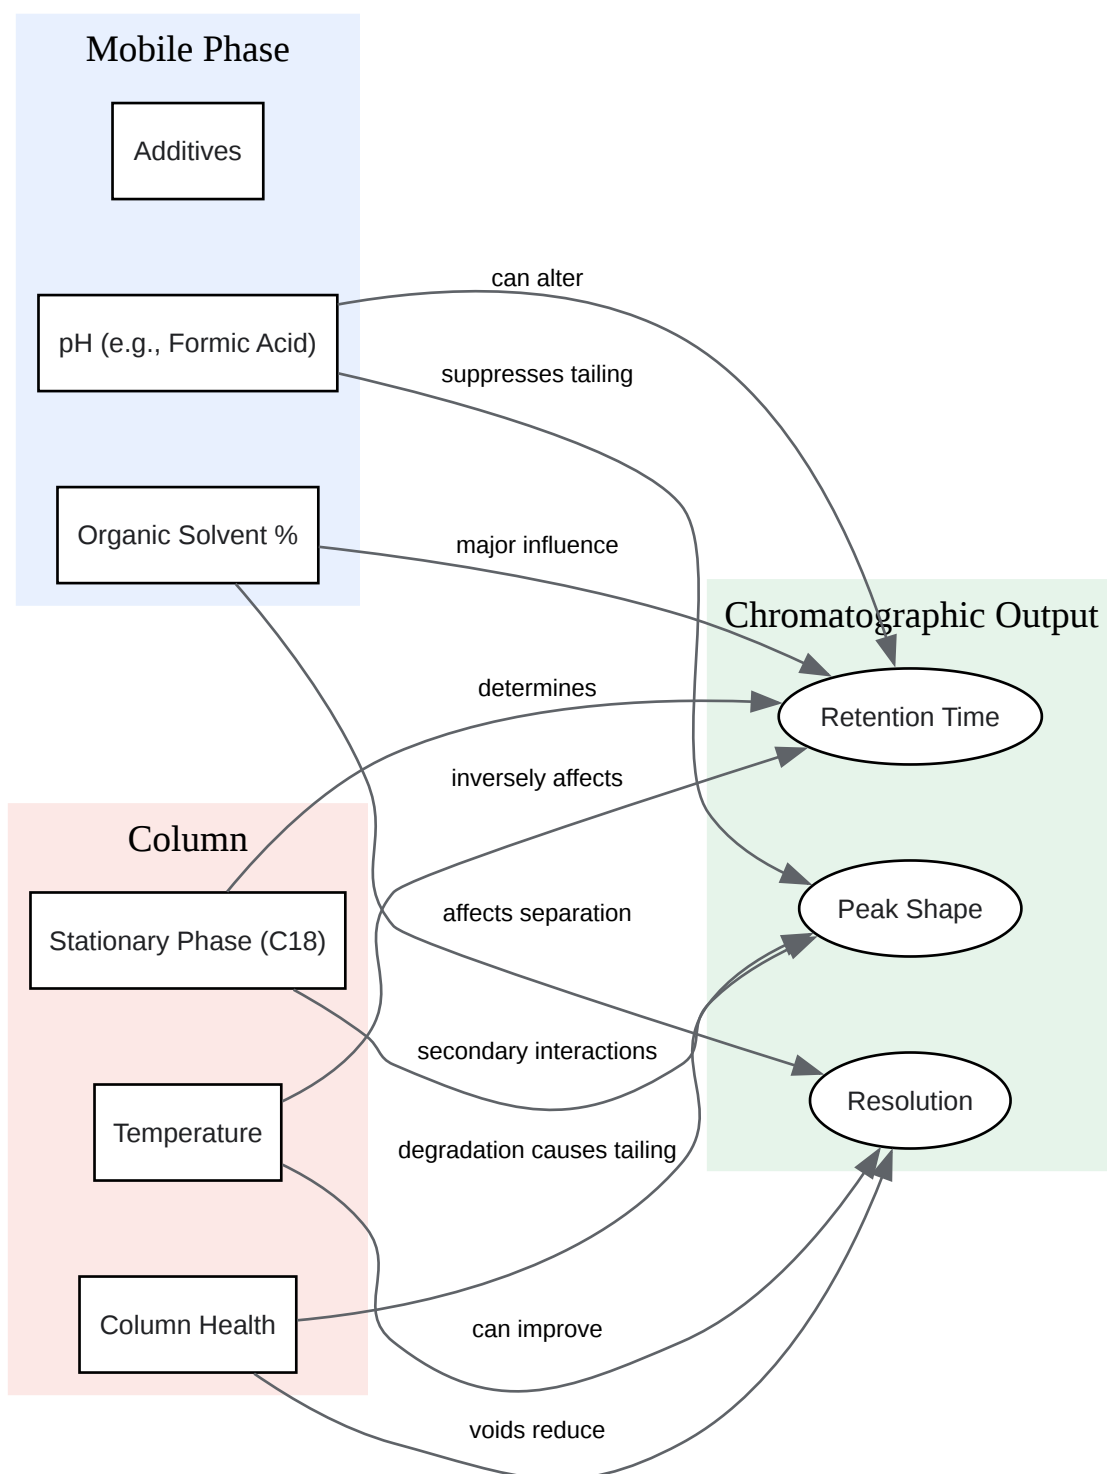 Mobile Phase
Additives
pH (e.g., Formic Acid)
Organic Solvent %
can alter
suppresses tailing
major influence
determines
inversely affects
affects separation
secondary interactions
degradation causes tailing
can improve
voids reduce
Column
Stationary Phase (C18)
Temperature
Column Health
Chromatographic Output
Retention Time
Peak Shape
Resolution